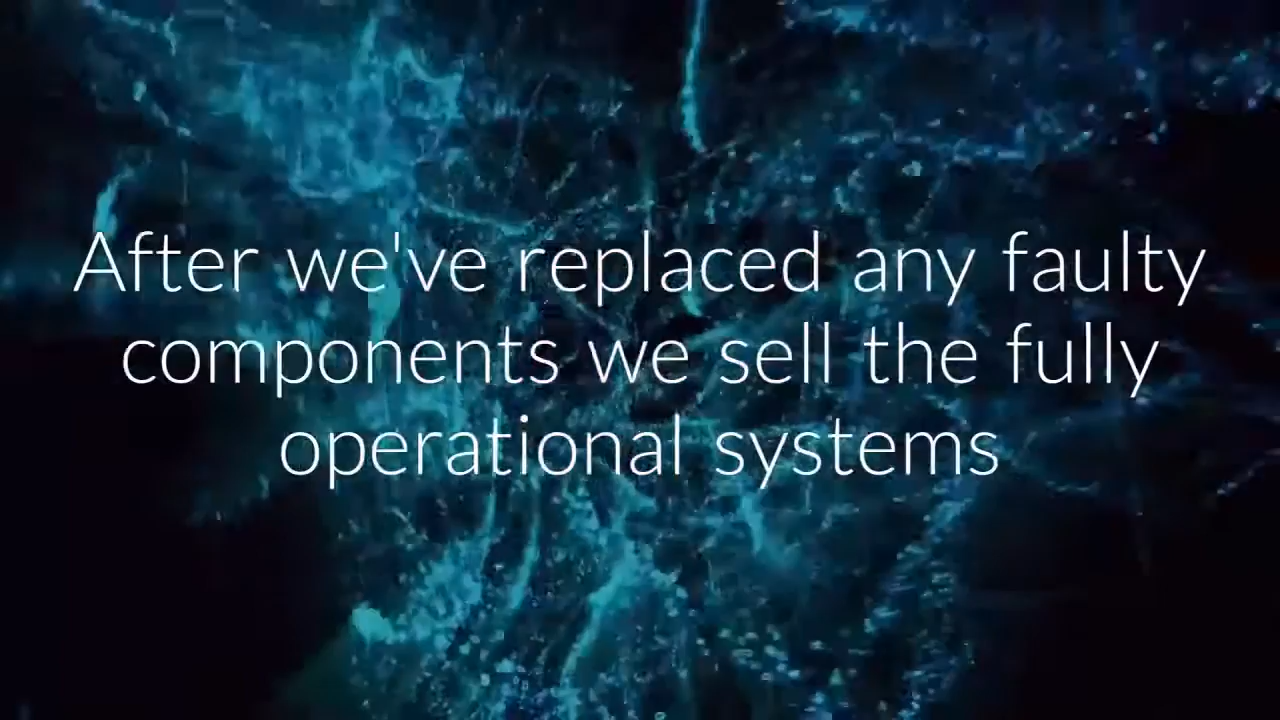 After we've replaced any faulty
components we sell the fully
operational systems